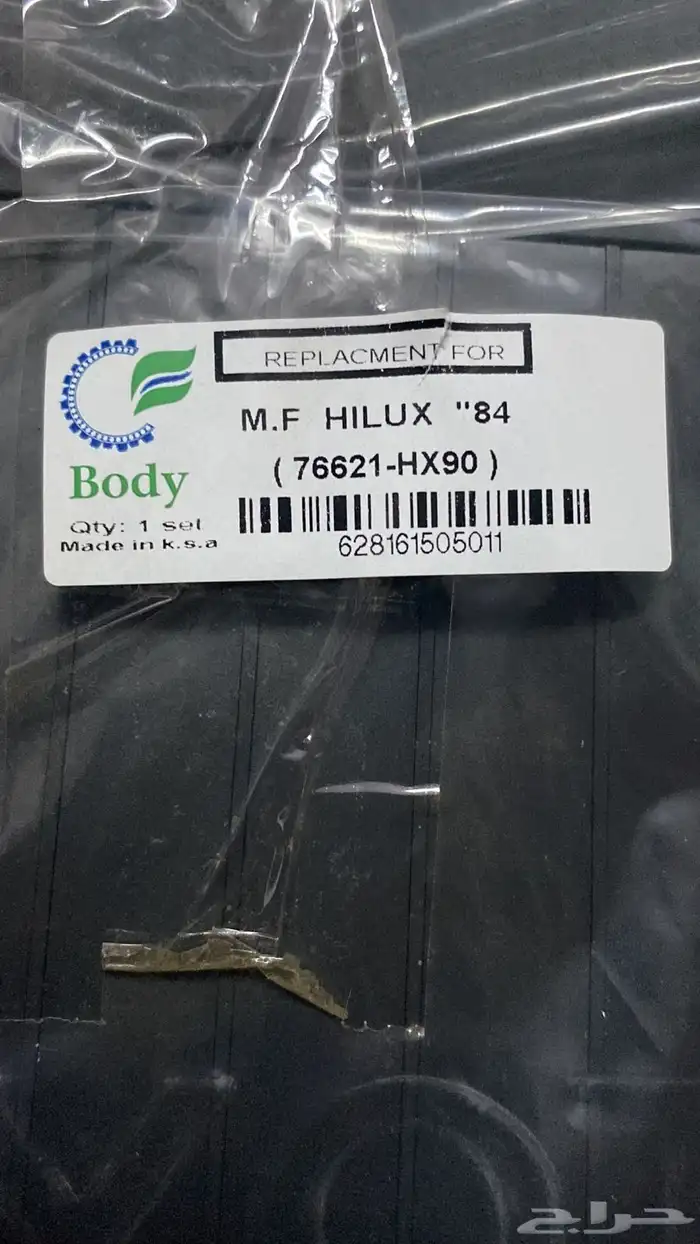 REPLACMENT FOR
M.F HILUX "84
( 76621-HX90 )
Body
Qty: 1 set
Made in k.s.a
628161505011
حراج